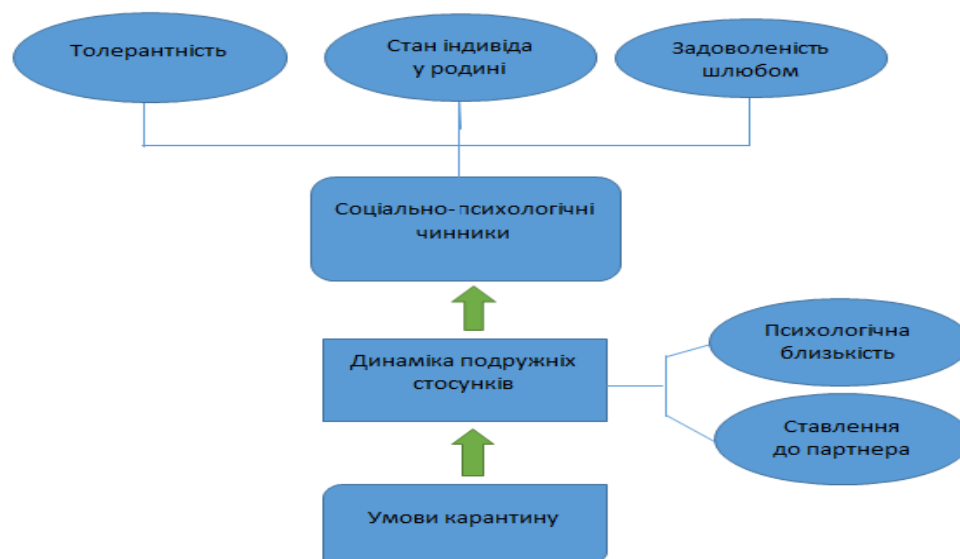 Толерантність
Стан індивіда
у родині
Задоволеність
шлюбом
Соціально-психологічні
чинники
Динаміка подружніх
стосунків
Психологічна
близькість
Ставлення
до партнера
Умови карантину